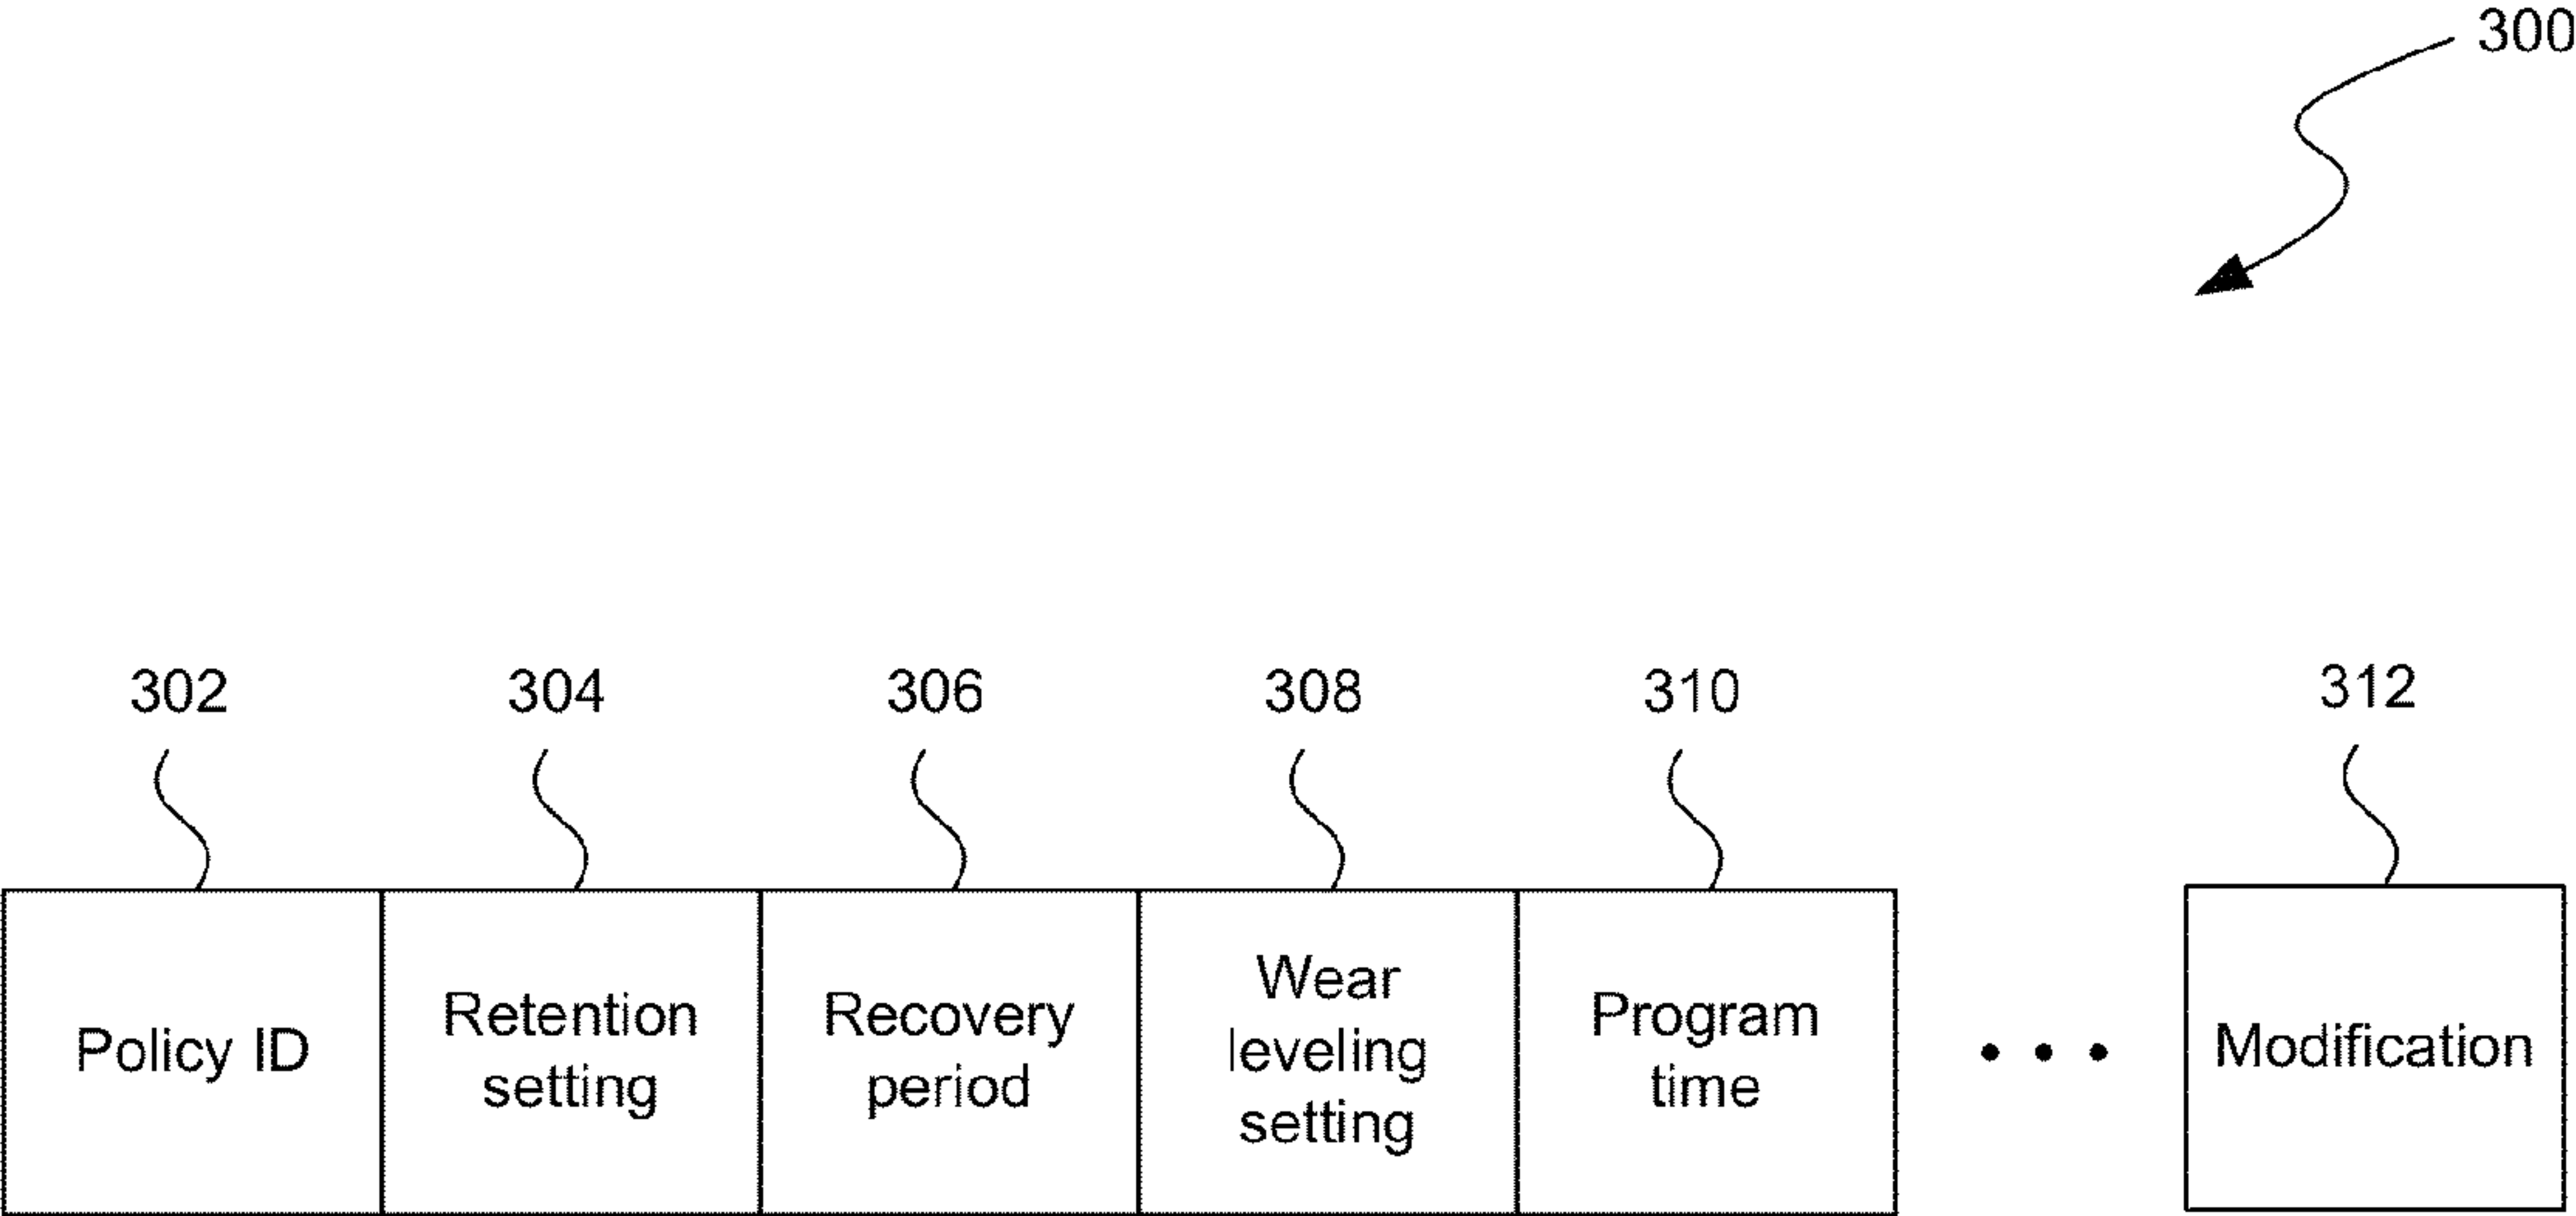 300
302
304
306
308
310
312
Policy ID
Retention
setting
Recovery
period
Wear
leveling
setting
Program
time
• • •
Modification